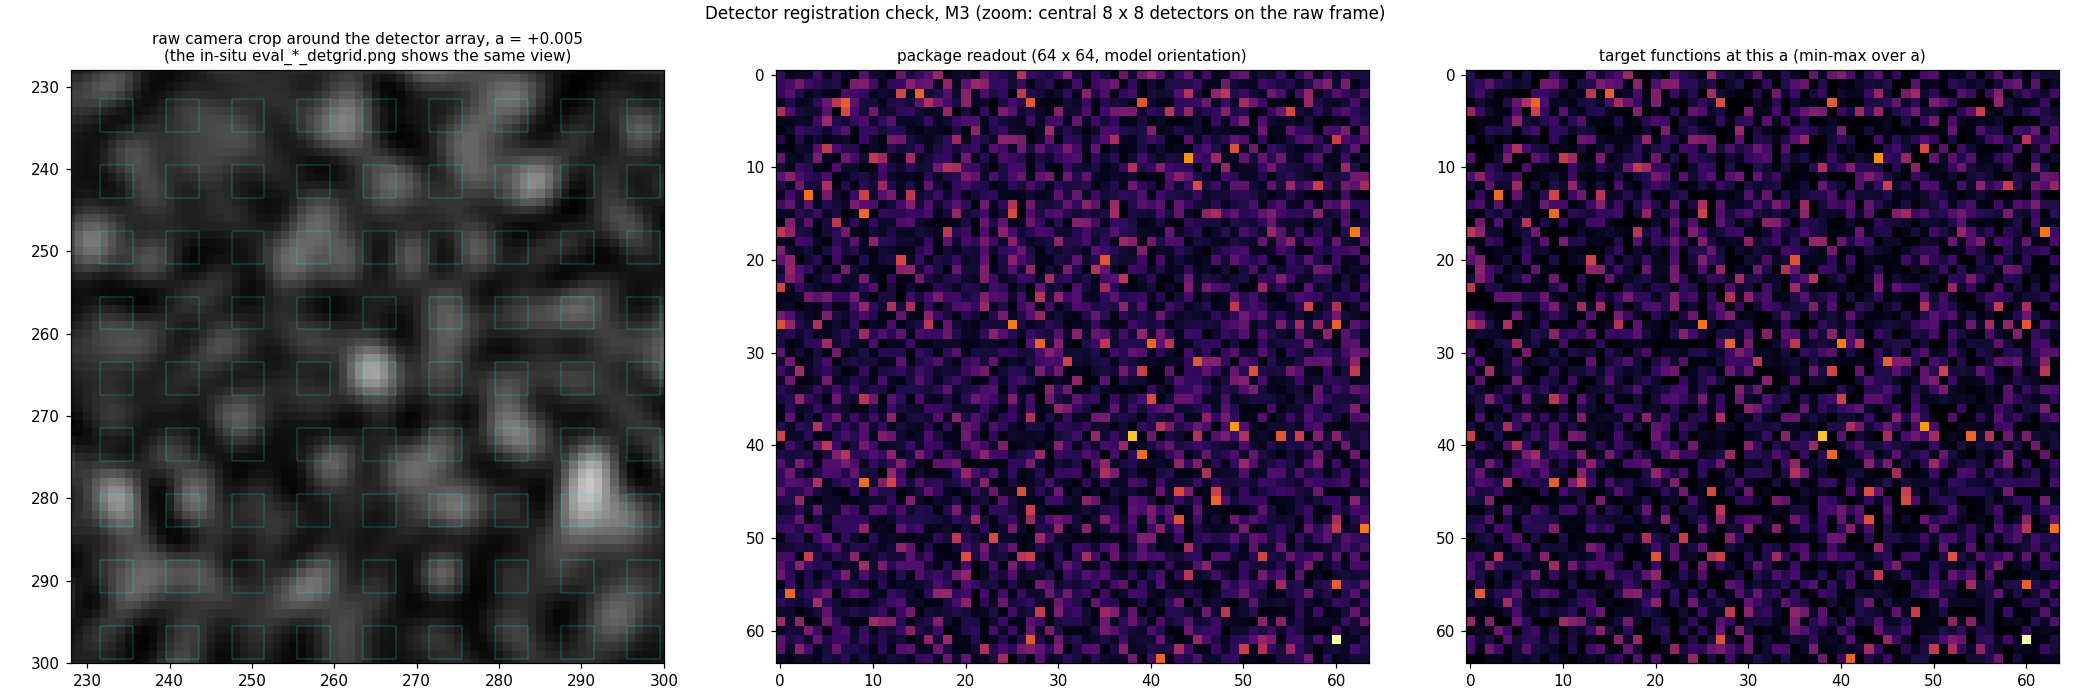 Detector registration check, M3 (zoom: central 8 x 8 detectors on the raw frame)
raw camera crop around the detector array, a = +0.005
(the in-situ eval_*_detgrid.png shows the same view)
package readout (64 x 64, model orientation)
target functions at this a (min-max over a)
230
240
250
260
270
280
290
300
230 240 250 260 270 280 290 300
0
10
20
30
40
50
60
0 10 20 30 40 50 60
0
10
20
30
40
50
60
0 10 20 30 40 50 60